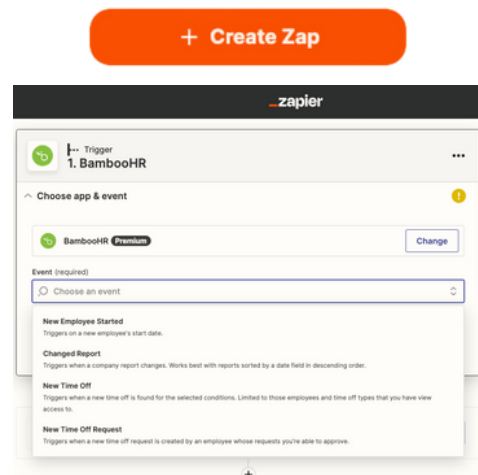 + Create Zap
_zapier
Trigger
1. BambooHR
Choose app & event
BambooHR Premium
Change
Event (required)
Choose an event
New Employee Started
Triggers on a new employee's start date.
Changed Report
Triggers when a company report changes. Works best with reports sorted by a date field in descending order.
New Time Off
Triggers when a new time off is found for the selected conditions. Limited to those employees and time off types that you have view
access to.
New Time Off Request
Triggers when a new time off request is created by an employee whose requests you're able to approve.